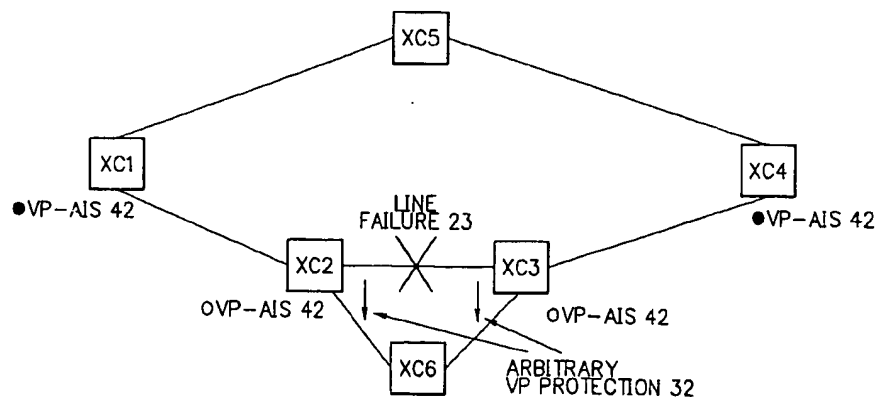 XC5
XC1
XC4
●VP-AIS 42
●VP-AIS 42
LINE
FAILURE 23
XC2
XC3
OVP-AIS 42
OVP-AIS 42
XC6
ARBITRARY
VP PROTECTION 32